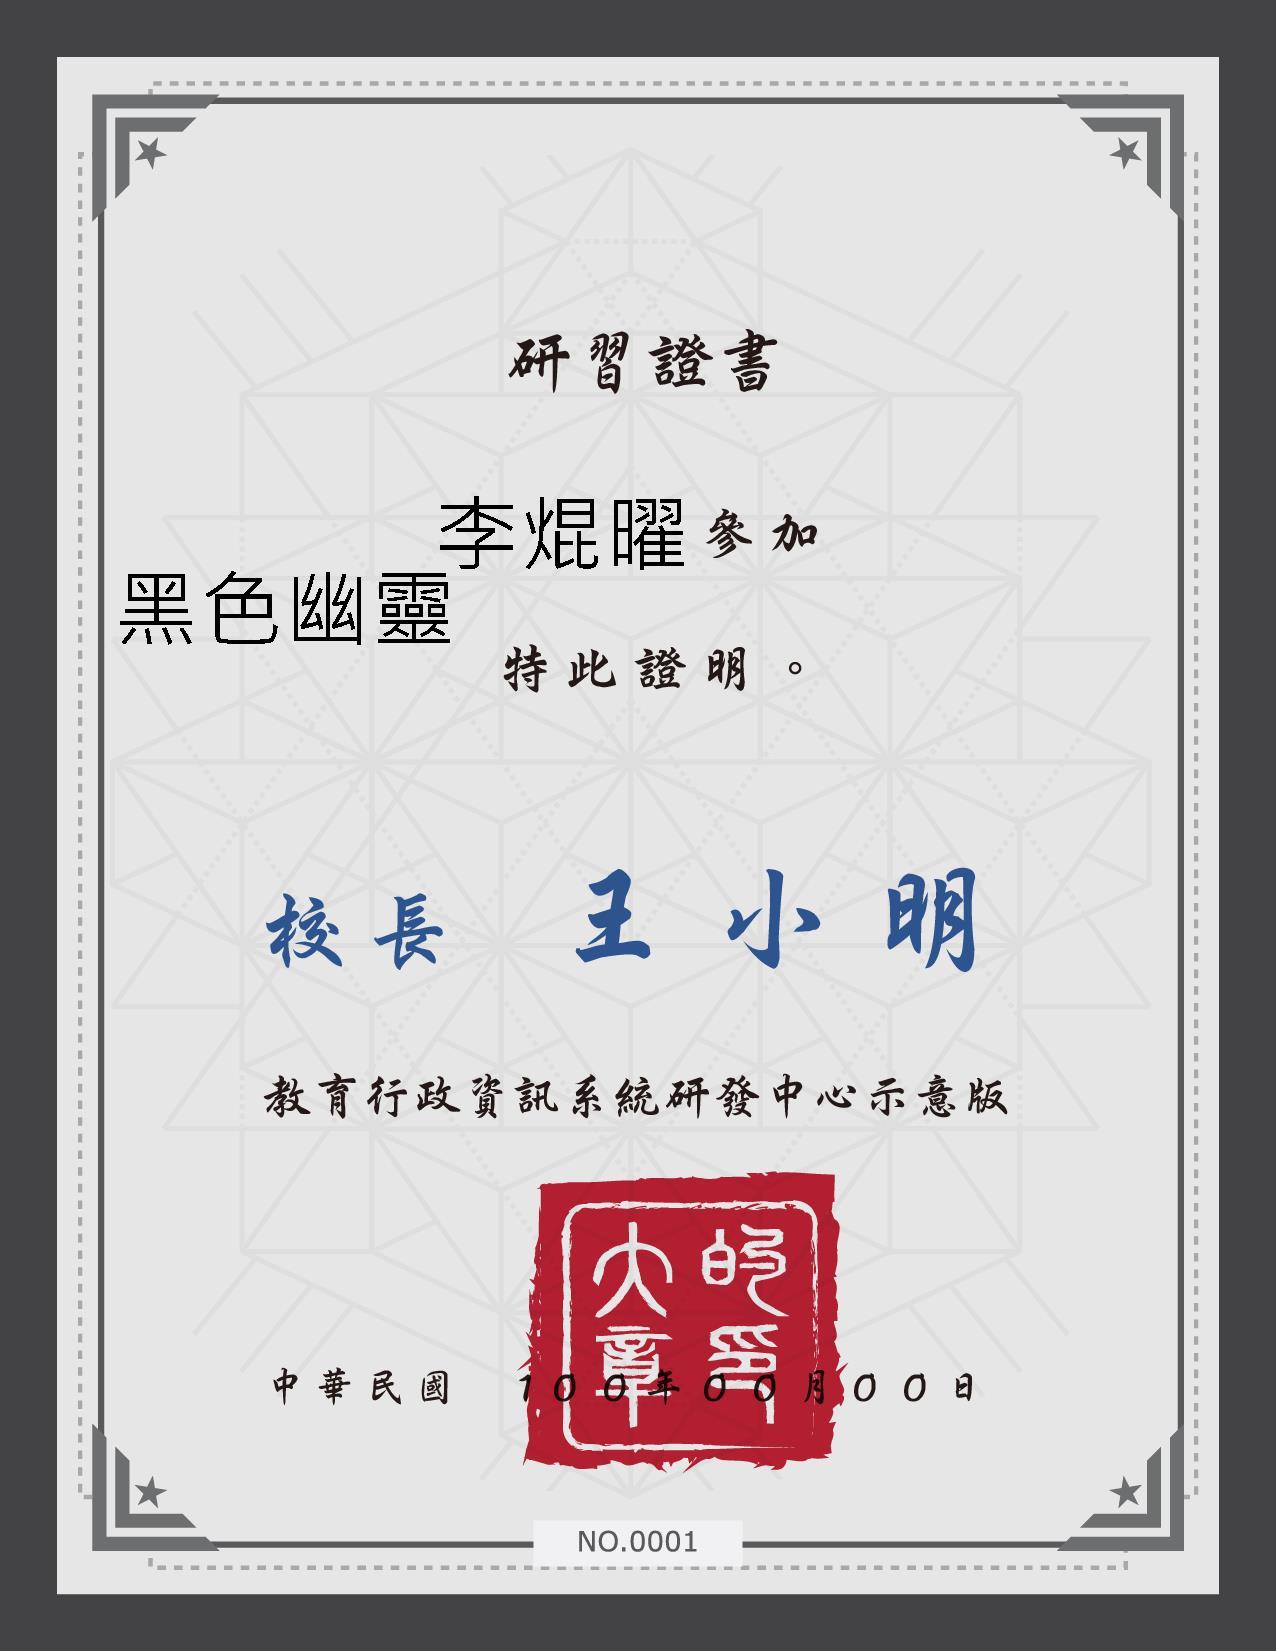 研習證書
李焜曜參加
黑色幽靈
特此證明。
校長 王小明
教育行政資訊系統研發中心示意版
的印
大章
中華民國 100年00月00日
NO.0001